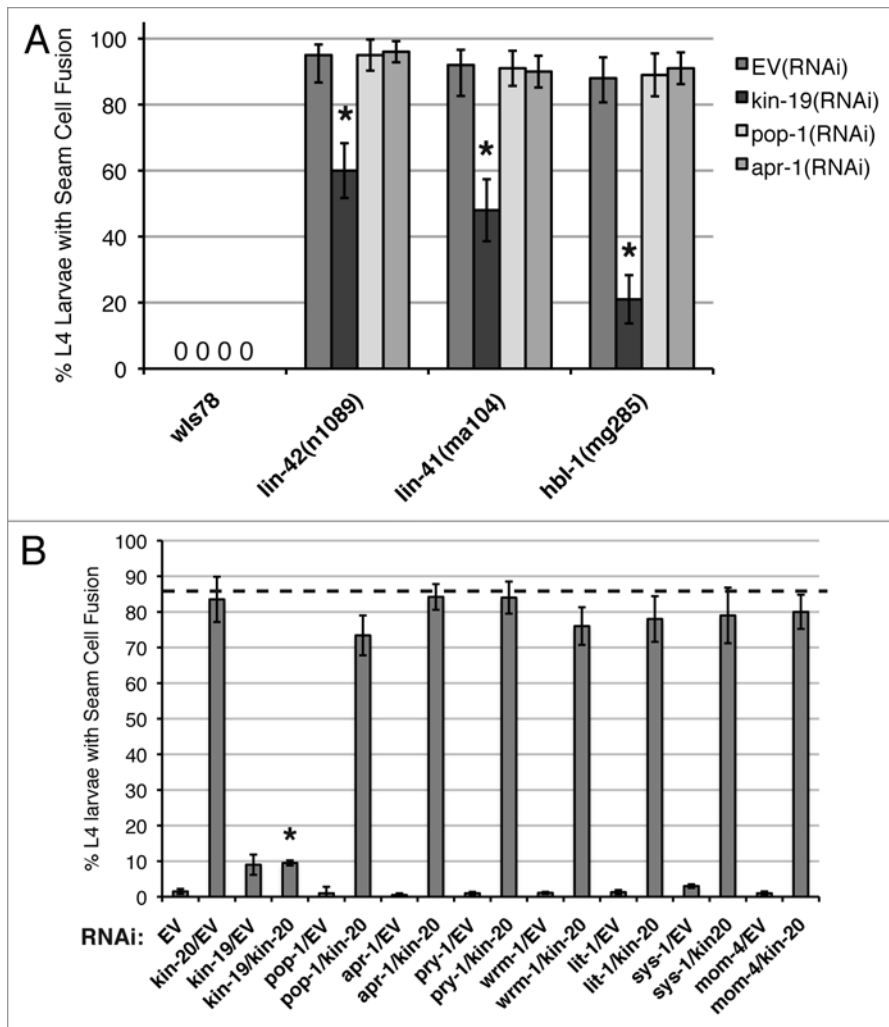 A
% L4 Larvae with Seam Cell Fusion
100
80
60
40
20
0
0 0 0 0
*
*
*
wIs78
lin-42(n1089)
lin-41(ma104)
hbl-1(mg285)
EV(RNAi)
kin-19(RNAi)
pop-1(RNAi)
apr-1(RNAi)
B
% L4 larvae with Seam Cell Fusion
100
90
80
70
60
50
40
30
20
10
0
*
RNAi:
EV
kin-20/EV
kin-19/EV
kin-19/kin-20
pop-1/EV
pop-1/kin-20
apr-1/EV
apr-1/kin-20
pry-1/EV
pry-1/kin-20
wrm-1/EV
wrm-1/kin-20
lit-1/EV
lit-1/kin-20
sys-1/EV
sys-1/kin20
mom-4/EV
mom-4/kin-20